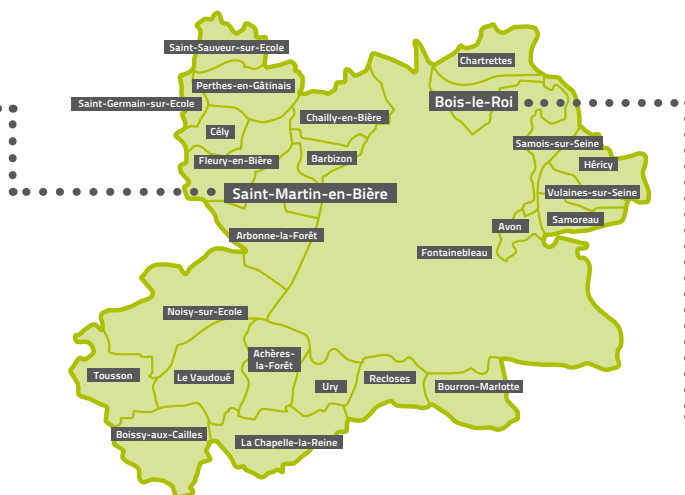 Saint-Sauveur-sur-Ecole
Chartrettes
Perthes-en-Gâtinais
Saint-Germain-sur-Ecole
Bois-le-Roi
Chailly-en-Bière
Cély
Samois-sur-Seine
Fleury-en-Bière
Barbizon
Héricy
Saint-Martin-en-Bière
Vulaines-sur-Seine
Samoreau
Avon
Arbonne-la-Forêt
Fontainebleau
Noisy-sur-Ecole
Achères-
la-Forêt
Tousson
Le Vaudoué
Ury
Recloses
Bourron-Marlotte
Boissy-aux-Cailles
La Chapelle-la-Reine